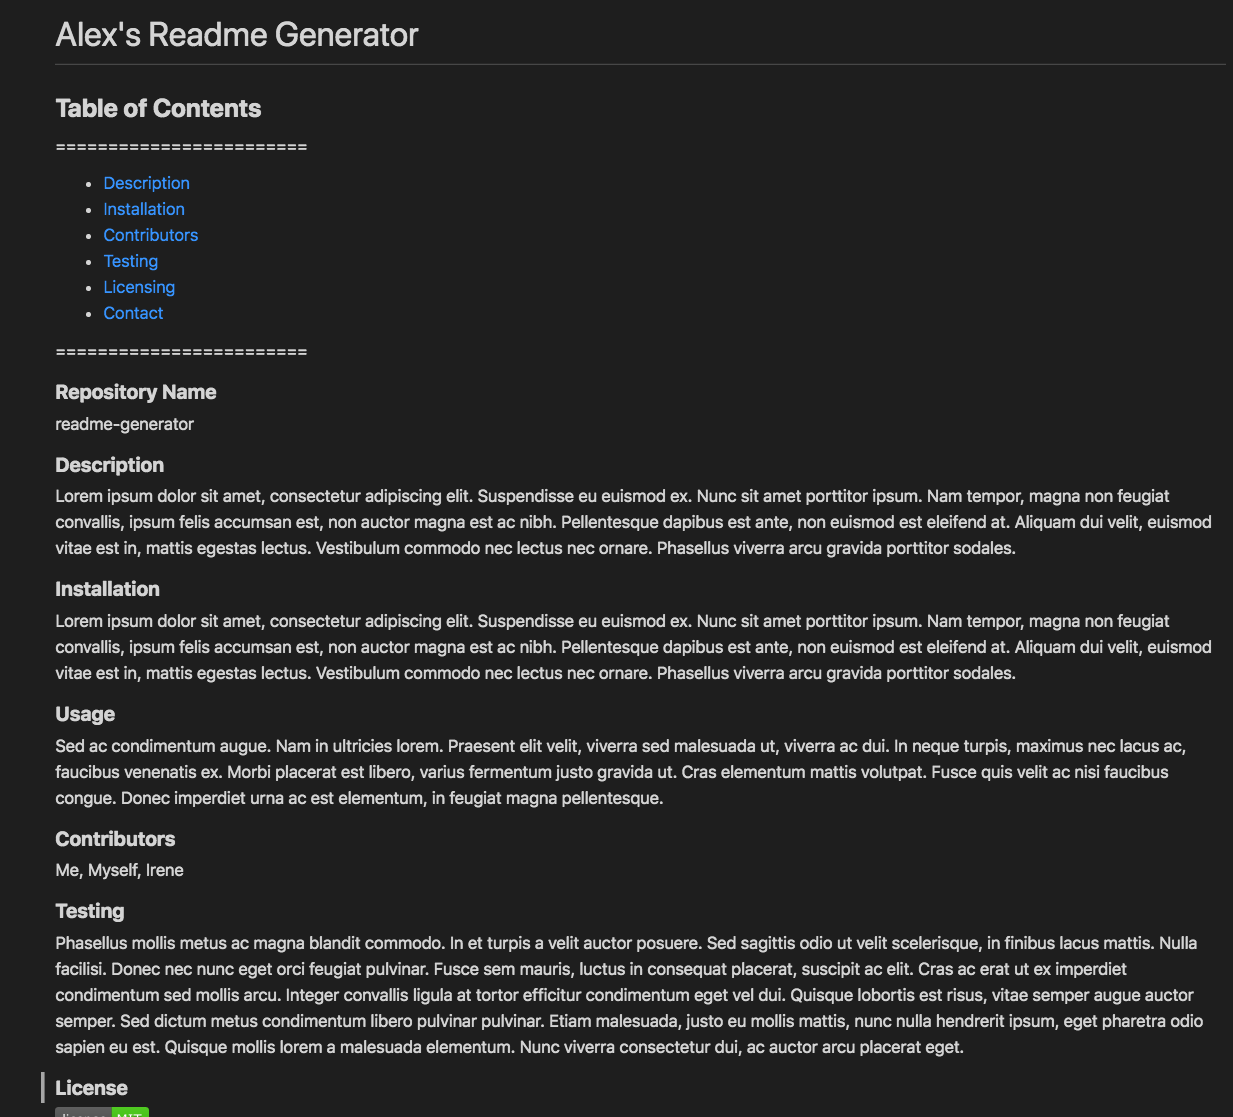 Alex's Readme Generator
Table of Contents
========================
Description
Installation
Contributors
Testing
Licensing
Contact
========================
Repository Name
readme-generator
Description
Lorem ipsum dolor sit amet, consectetur adipiscing elit. Suspendisse eu euismod ex. Nunc sit amet porttitor ipsum. Nam tempor, magna non feugiat
convallis, ipsum felis accumsan est, non auctor magna est ac nibh. Pellentesque dapibus est ante, non euismod est eleifend at. Aliquam dui velit, euismod
vitae est in, mattis egestas lectus. Vestibulum commodo nec lectus nec ornare. Phasellus viverra arcu gravida porttitor sodales.
Installation
Lorem ipsum dolor sit amet, consectetur adipiscing elit. Suspendisse eu euismod ex. Nunc sit amet porttitor ipsum. Nam tempor, magna non feugiat
convallis, ipsum felis accumsan est, non auctor magna est ac nibh. Pellentesque dapibus est ante, non euismod est eleifend at. Aliquam dui velit, euismod
vitae est in, mattis egestas lectus. Vestibulum commodo nec lectus nec ornare. Phasellus viverra arcu gravida porttitor sodales.
Usage
Sed ac condimentum augue. Nam in ultricies lorem. Praesent elit velit, viverra sed malesuada ut, viverra ac dui. In neque turpis, maximus nec lacus ac,
faucibus venenatis ex. Morbi placerat est libero, varius fermentum justo gravida ut. Cras elementum mattis volutpat. Fusce quis velit ac nisi faucibus
congue. Donec imperdiet urna ac est elementum, in feugiat magna pellentesque.
Contributors
Me, Myself, Irene
Testing
Phasellus mollis metus ac magna blandit commodo. In et turpis a velit auctor posuere. Sed sagittis odio ut velit scelerisque, in finibus lacus mattis. Nulla
facilisi. Donec nec nunc eget orci feugiat pulvinar. Fusce sem mauris, luctus in consequat placerat, suscipit ac elit. Cras ac erat ut ex imperdiet
condimentum sed mollis arcu. Integer convallis ligula at tortor efficitur condimentum eget vel dui. Quisque lobortis est risus, vitae semper augue auctor
semper. Sed dictum metus condimentum libero pulvinar pulvinar. Etiam malesuada, justo eu mollis mattis, nunc nulla hendrerit ipsum, eget pharetra odio
sapien eu est. Quisque mollis lorem a malesuada elementum. Nunc viverra consectetur dui, ac auctor arcu placerat eget.
License